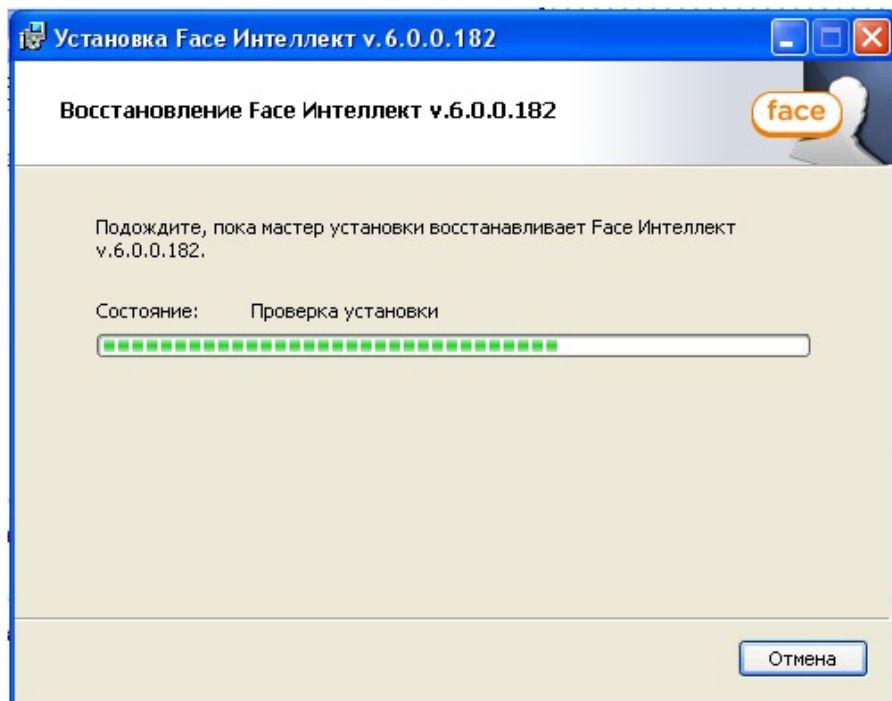 Установка Face Интеллект v.6.0.0.182
Восстановление Face Интеллект v.6.0.0.182
face
Подождите, пока мастер установки восстанавливает Face Интеллект
v.6.0.0.182.
Состояние: Проверка установки
Отмена